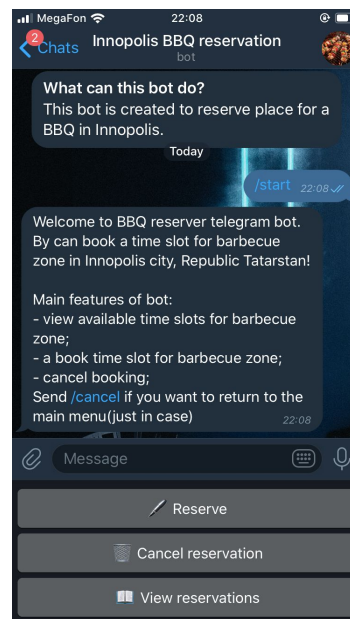 MegaFon
22:08
2
Chats
Innopolis BBQ reservation
bot
What can this bot do?
This bot is created to reserve place for a
BBQ in Innopolis.
Today
/start 22:08
Welcome to BBQ reserver telegram bot.
By can book a time slot for barbecue
zone in Innopolis city, Republic Tatarstan!
Main features of bot:
- view available time slots for barbecue
zone;
- a book time slot for barbecue zone;
- cancel booking;
Send /cancel if you want to return to the
main menu(just in case)
22:08
Message
Reserve
Cancel reservation
View reservations